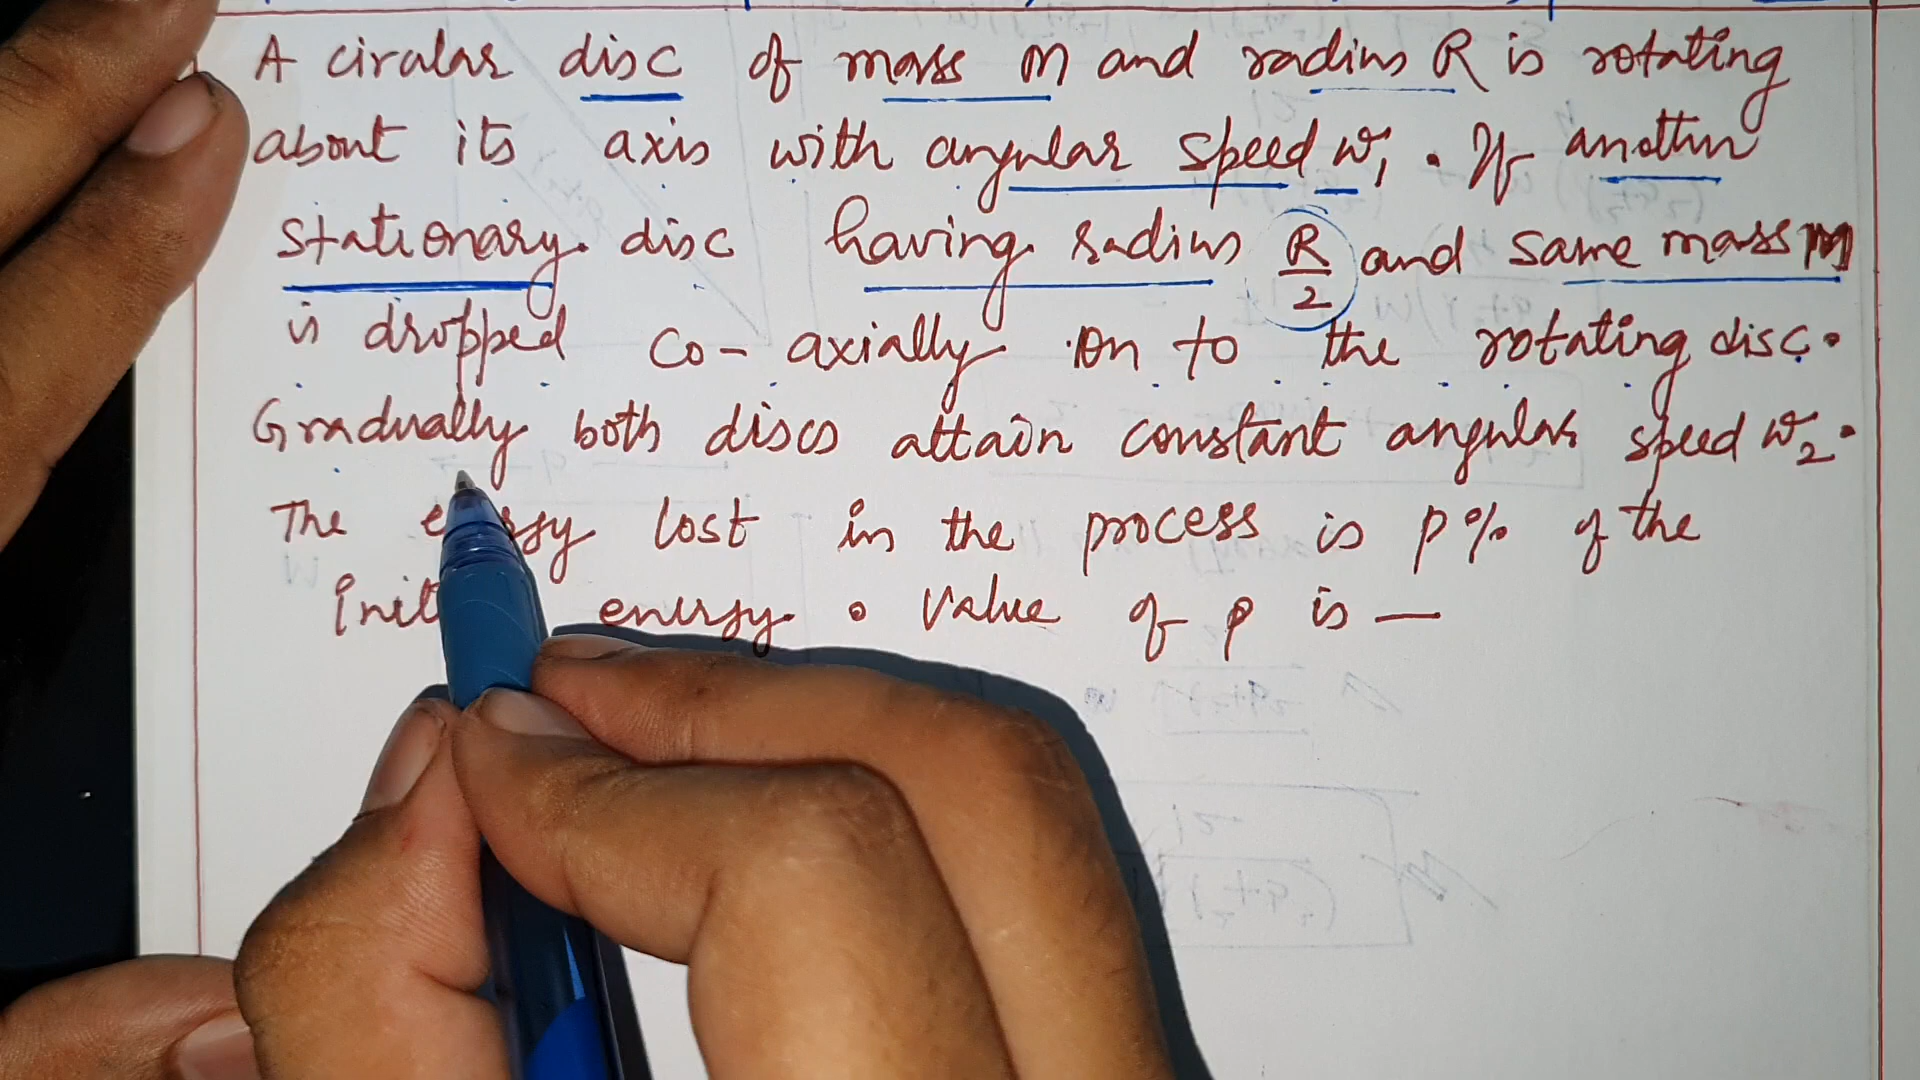 A cirular disc of mass M and radius R is rotating
about its axis with angular speed ω₁. If another
stationary disc having radius R/2 and same mass M
is dropped co-axially on to the rotating disc.
Gradually both discs attain constant angular speed ω₂.
The energy lost in the process is p% of the
energy. Value of p is —